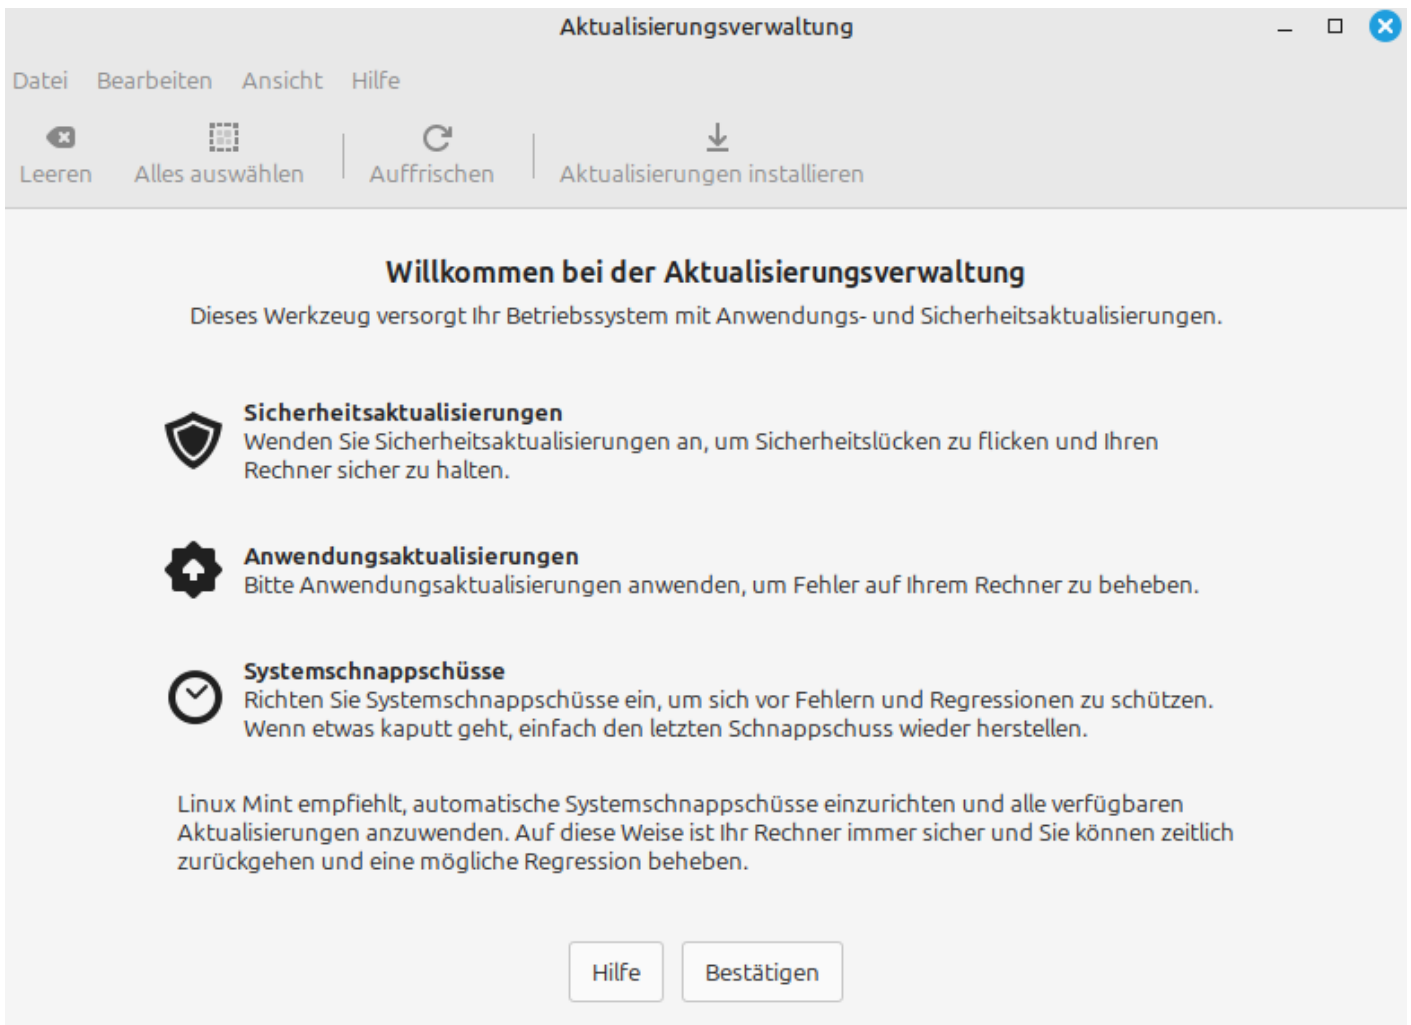 Aktualisierungsverwaltung
Datei Bearbeiten Ansicht Hilfe
Leeren Alles auswählen Auffrischen Aktualisierungen installieren
Willkommen bei der Aktualisierungsverwaltung
Dieses Werkzeug versorgt Ihr Betriebssystem mit Anwendungs- und Sicherheitsaktualisierungen.
Sicherheitsaktualisierungen
Wenden Sie Sicherheitsaktualisierungen an, um Sicherheitslücken zu flicken und Ihren
Rechner sicher zu halten.
Anwendungsaktualisierungen
Bitte Anwendungsaktualisierungen anwenden, um Fehler auf Ihrem Rechner zu beheben.
Systemschnappschüsse
Richten Sie Systemschnappschüsse ein, um sich vor Fehlern und Regressionen zu schützen.
Wenn etwas kaputt geht, einfach den letzten Schnappschuss wieder herstellen.
Linux Mint empfiehlt, automatische Systemschnappschüsse einzurichten und alle verfügbaren
Aktualisierungen anzuwenden. Auf diese Weise ist Ihr Rechner immer sicher und Sie können zeitlich
zurückgehen und eine mögliche Regression beheben.
Hilfe Bestätigen